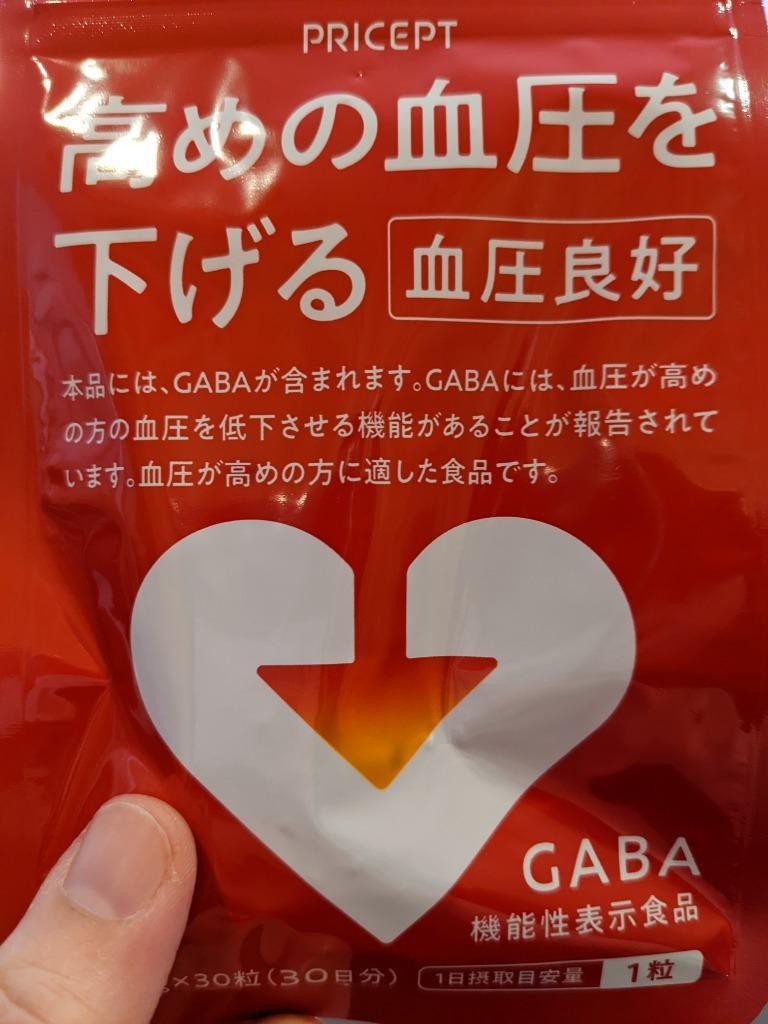 PRICEPT
高めの血圧を
下げる 血圧良好
本品には、GABAが含まれます。GABAには、血圧が高め
の方の血圧を低下させる機能があることが報告されて
います。血圧が高めの方に適した食品です。
GABA
機能性表示食品
×30粒(30日分) 1日摂取目安量 1粒